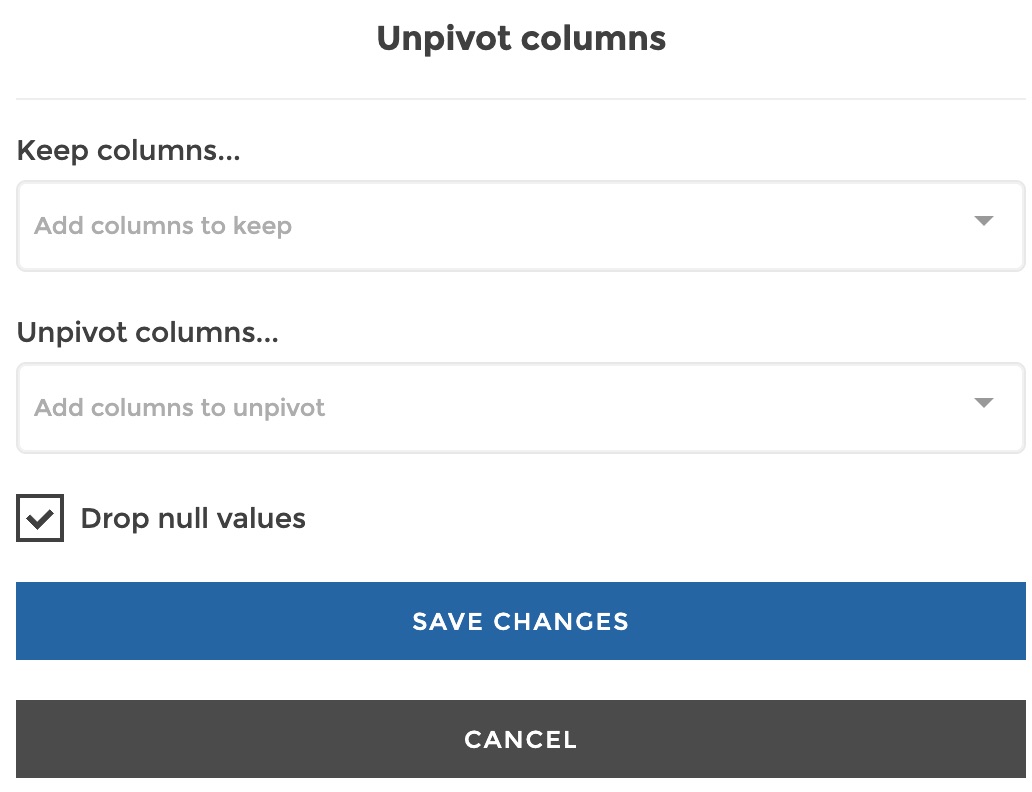 Unpivot columns
Keep columns...
Add columns to keep
Unpivot columns...
Add columns to unpivot
Drop null values
SAVE CHANGES
CANCEL